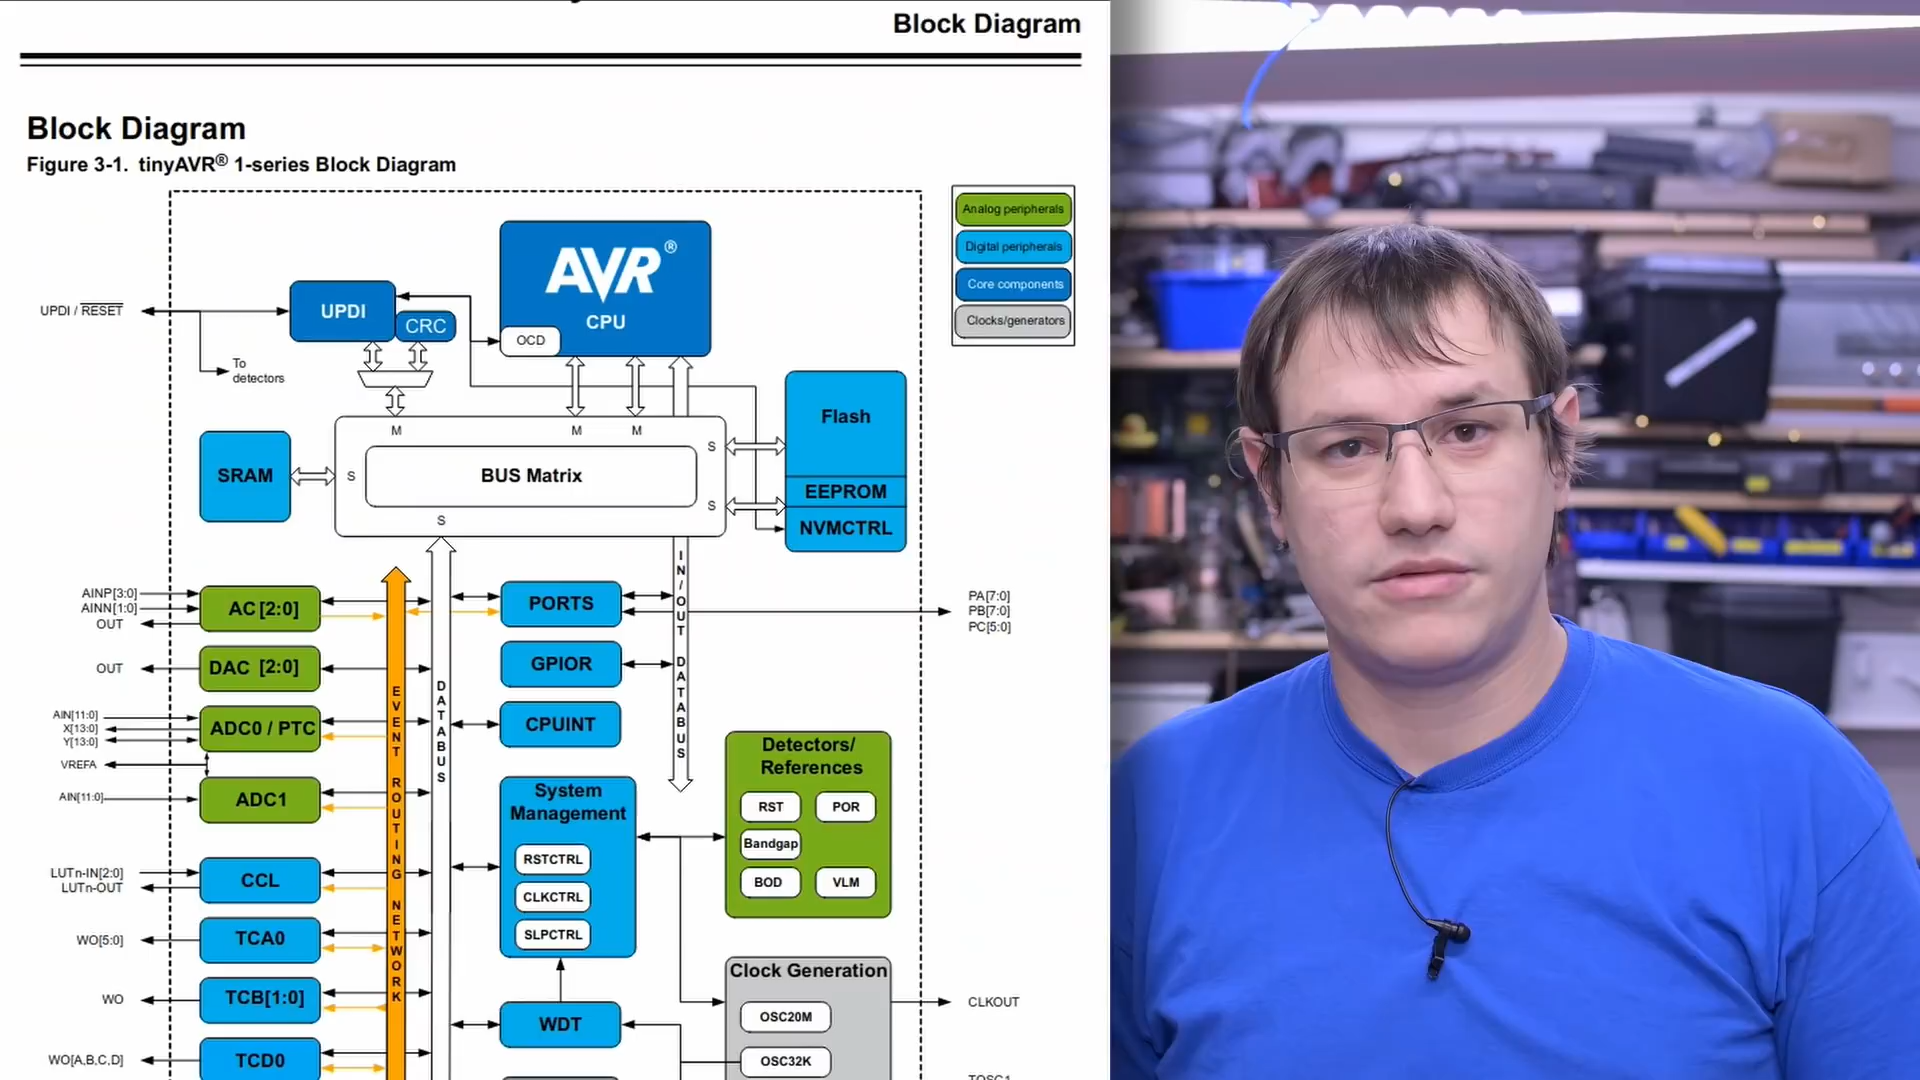 Block Diagram
Block Diagram
Figure 3-1. tinyAVR® 1-series Block Diagram
Analog peripherals
Digital peripherals
Core components
Clocks/generators
AVR®
CPU
OCD
UPDI / RESET
UPDI
CRC
To
detectors
Flash
EEPROM
NVMCTRL
M
M
M
S
S
S
S
SRAM
BUS Matrix
IN/OUT DATABUS
EVENT ROUTING NETWORK
DATABUS
AINP[3:0]
AINN[1:0]
OUT
AC [2:0]
PORTS
PA[7:0]
PB[7:0]
PC[5:0]
OUT
DAC [2:0]
GPIOR
AIN[11:0]
X[13:0]
Y[13:0]
VREFA
ADC0 / PTC
CPUINT
AIN[11:0]
ADC1
Detectors/
References
RST
POR
Bandgap
BOD
VLM
System
Management
RSTCTRL
CLKCTRL
SLPCTRL
LUTn-IN[2:0]
LUTn-OUT
CCL
WO[5:0]
TCA0
Clock Generation
OSC20M
OSC32K
CLKOUT
WO
TCB[1:0]
WDT
WO[A,B,C,D]
TCD0